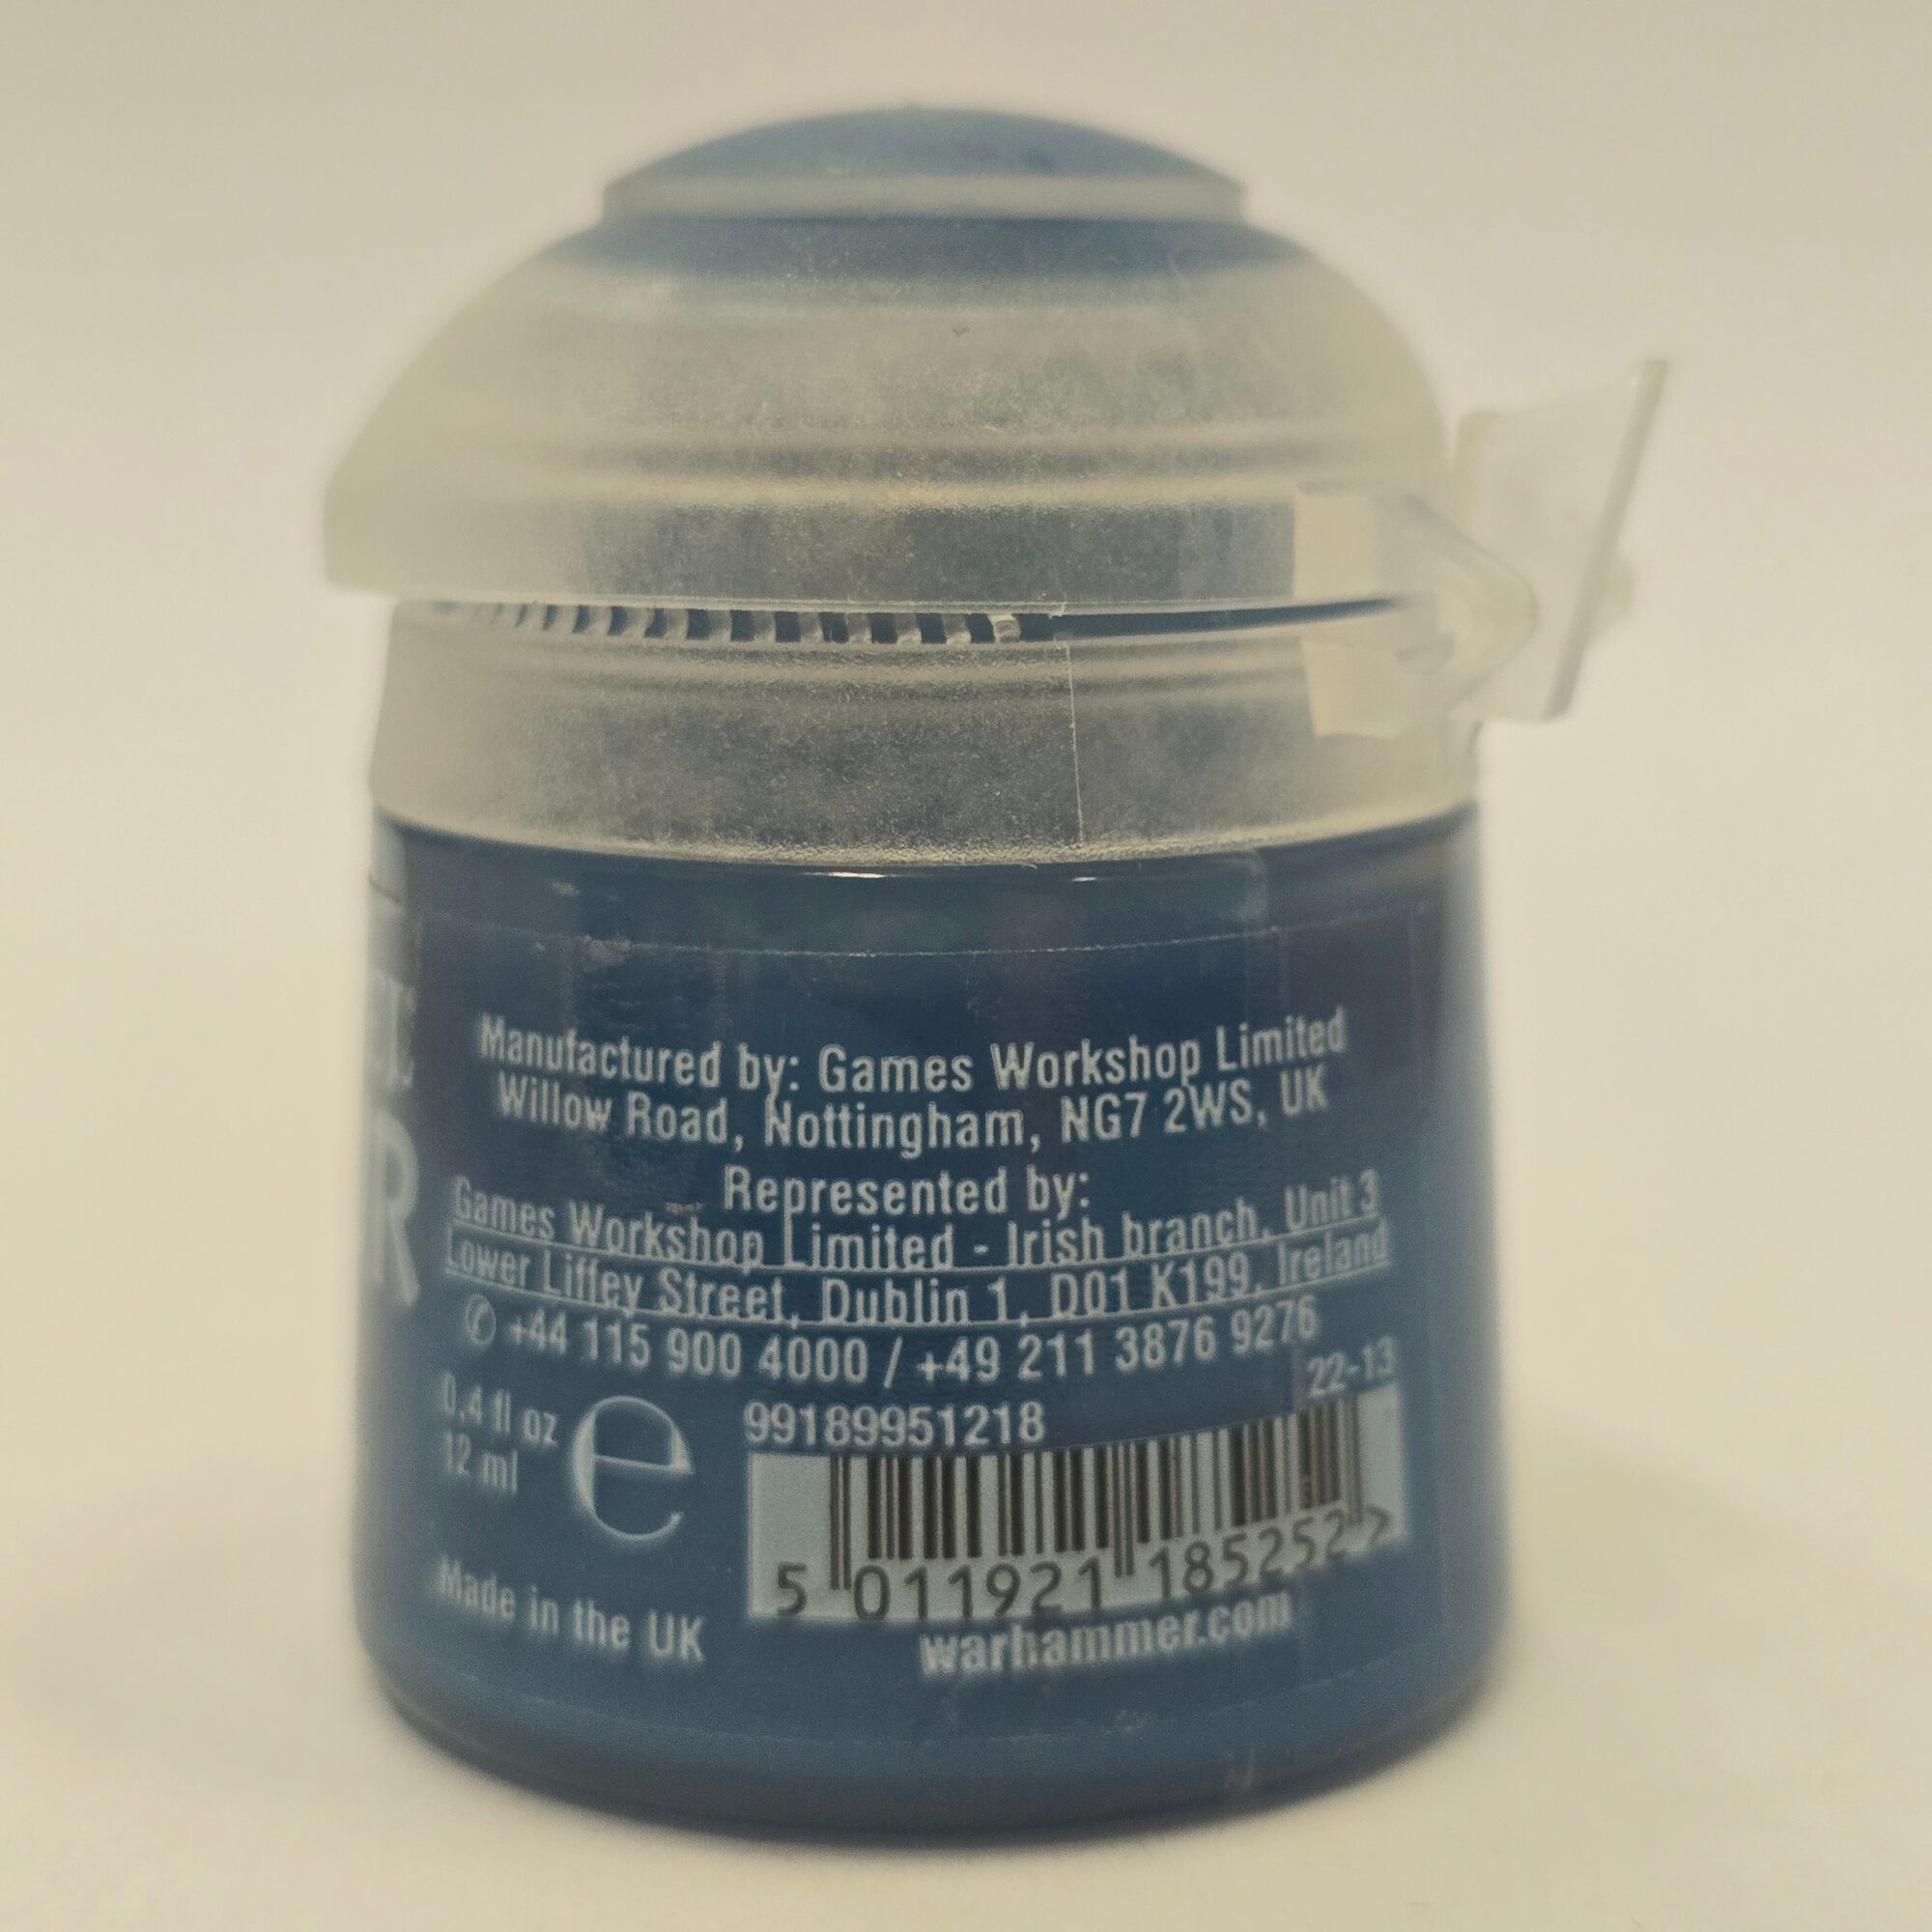 Manufactured by: Games Workshop Limited
Willow Road, Nottingham, NG7 2WS, UK
Represented by:
Games Workshop Limited - Irish branch, Unit 3
Lower Liffey Street, Dublin 1, D01 K199, Ireland
✆ +44 115 900 4000 / +49 211 3876 9276
22-13
0.4 fl oz
12 ml
e
99189951218
5 011921 185252 >
Made in the UK
warhammer.com
R